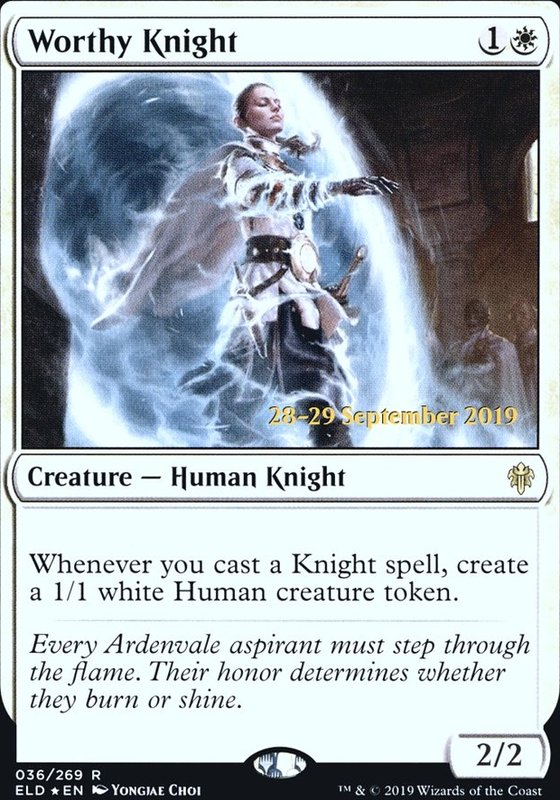 Worthy Knight 1
28–29 September 2019
Creature — Human Knight
Whenever you cast a Knight spell, create
a 1/1 white Human creature token.
Every Ardenvale aspirant must step through
the flame. Their honor determines whether
they burn or shine.
2/2
036/269 R
ELD ★ EN Yongjae Choi
™ & © 2019 Wizards of the Coast